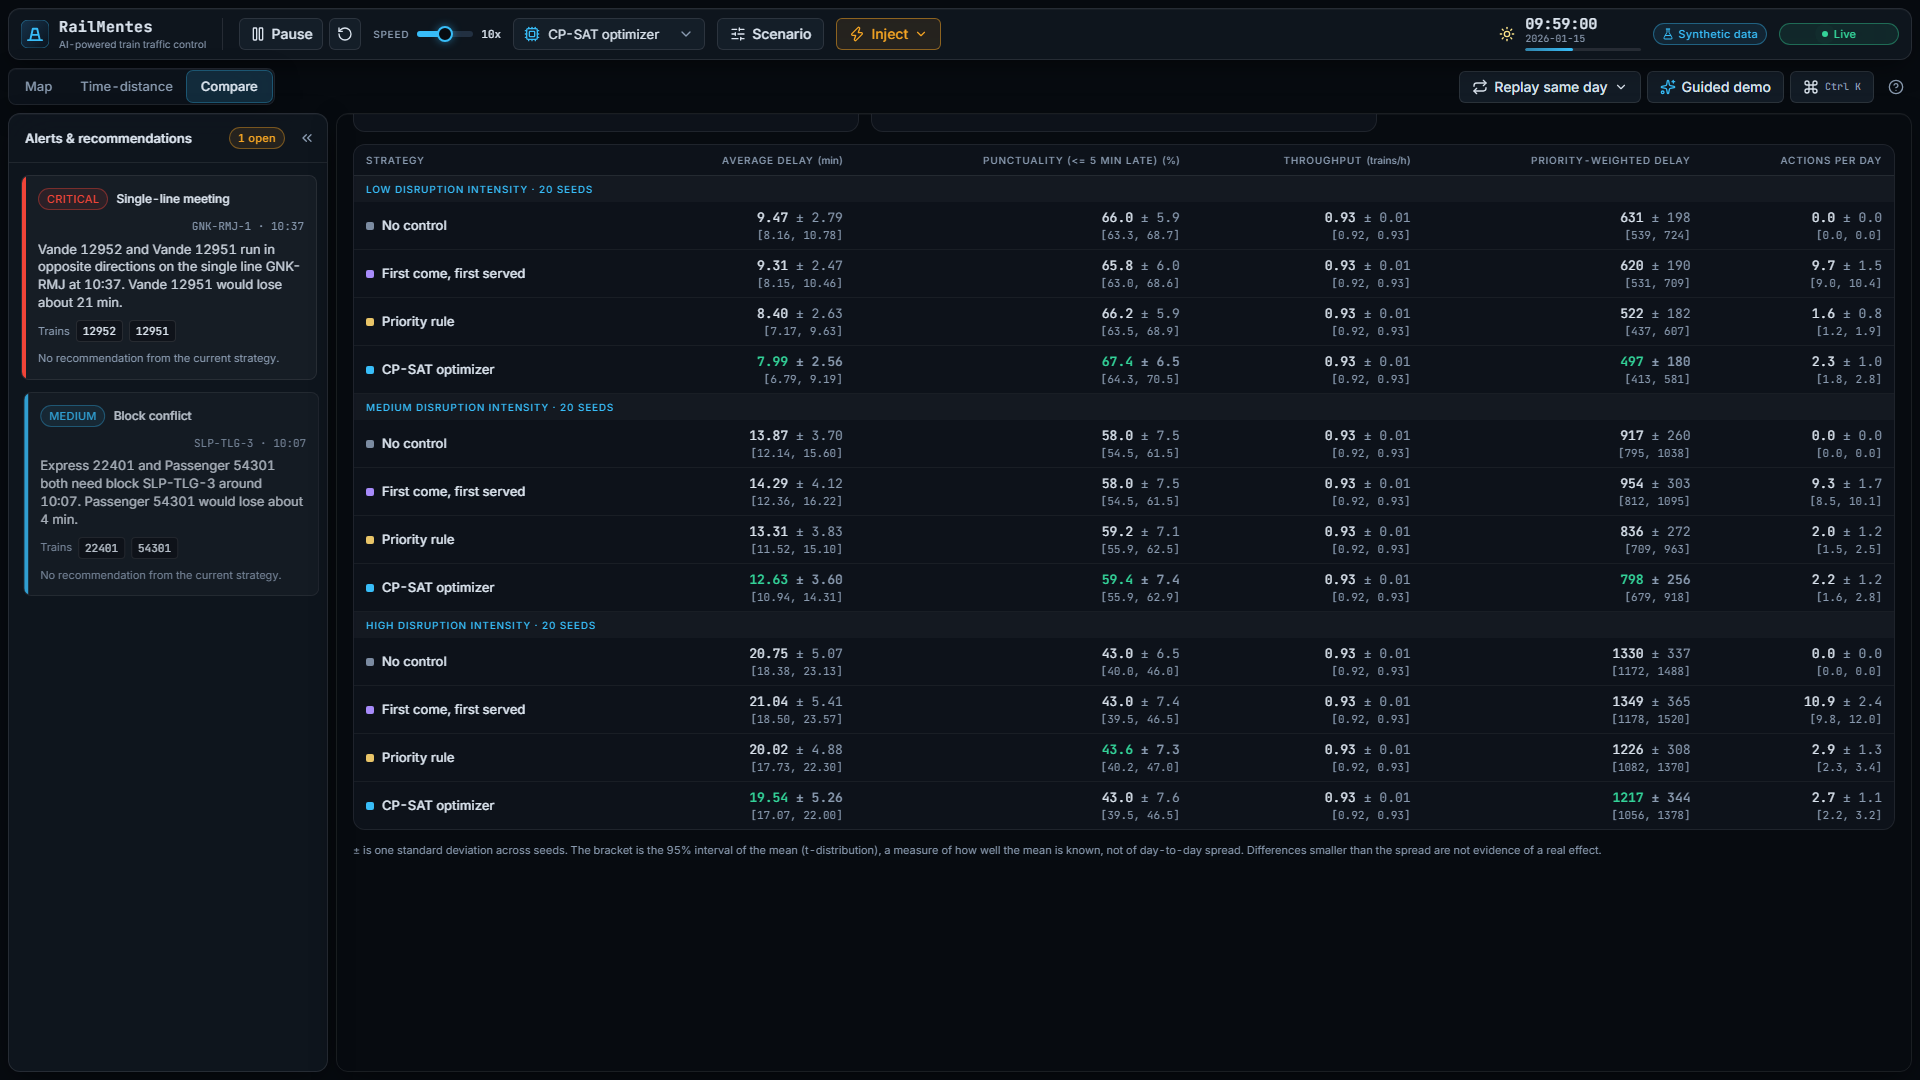 RailMentes
AI-powered train traffic control
Pause
SPEED 10x
CP-SAT optimizer
Scenario
Inject
09:59:00
2026-01-15
Synthetic data
Live
Map Time-distance Compare
Replay same day
Guided demo
Ctrl K
Alerts & recommendations 1 open
CRITICAL Single-line meeting
GNK-RMJ-1 · 10:37
Vande 12952 and Vande 12951 run in
opposite directions on the single line GNK-
RMJ at 10:37. Vande 12951 would lose
about 21 min.
Trains 12952 12951
No recommendation from the current strategy.
MEDIUM Block conflict
SLP-TLG-3 · 10:07
Express 22401 and Passenger 54301
both need block SLP-TLG-3 around
10:07. Passenger 54301 would lose about
4 min.
Trains 22401 54301
No recommendation from the current strategy.
STRATEGY AVERAGE DELAY (min) PUNCTUALITY (<= 5 MIN LATE) (%) THROUGHPUT (trains/h) PRIORITY-WEIGHTED DELAY ACTIONS PER DAY
LOW DISRUPTION INTENSITY · 20 SEEDS
No control 9.47 ± 2.79 66.0 ± 5.9 0.93 ± 0.01 631 ± 198 0.0 ± 0.0
[8.16, 10.78] [63.3, 68.7] [0.92, 0.93] [539, 724] [0.0, 0.0]
First come, first served 9.31 ± 2.47 65.8 ± 6.0 0.93 ± 0.01 620 ± 190 9.7 ± 1.5
[8.15, 10.46] [63.0, 68.6] [0.92, 0.93] [531, 709] [9.0, 10.4]
Priority rule 8.40 ± 2.63 66.2 ± 5.9 0.93 ± 0.01 522 ± 182 1.6 ± 0.8
[7.17, 9.63] [63.5, 68.9] [0.92, 0.93] [437, 607] [1.2, 1.9]
CP-SAT optimizer 7.99 ± 2.56 67.4 ± 6.5 0.93 ± 0.01 497 ± 180 2.3 ± 1.0
[6.79, 9.19] [64.3, 70.5] [0.92, 0.93] [413, 581] [1.8, 2.8]
MEDIUM DISRUPTION INTENSITY · 20 SEEDS
No control 13.87 ± 3.70 58.0 ± 7.5 0.93 ± 0.01 917 ± 260 0.0 ± 0.0
[12.14, 15.60] [54.5, 61.5] [0.92, 0.93] [795, 1038] [0.0, 0.0]
First come, first served 14.29 ± 4.12 58.0 ± 7.5 0.93 ± 0.01 954 ± 303 9.3 ± 1.7
[12.36, 16.22] [54.5, 61.5] [0.92, 0.93] [812, 1095] [8.5, 10.1]
Priority rule 13.31 ± 3.83 59.2 ± 7.1 0.93 ± 0.01 836 ± 272 2.0 ± 1.2
[11.52, 15.10] [55.9, 62.5] [0.92, 0.93] [709, 963] [1.5, 2.5]
CP-SAT optimizer 12.63 ± 3.60 59.4 ± 7.4 0.93 ± 0.01 798 ± 256 2.2 ± 1.2
[10.94, 14.31] [55.9, 62.9] [0.92, 0.93] [679, 918] [1.6, 2.8]
HIGH DISRUPTION INTENSITY · 20 SEEDS
No control 20.75 ± 5.07 43.0 ± 6.5 0.93 ± 0.01 1330 ± 337 0.0 ± 0.0
[18.38, 23.13] [40.0, 46.0] [0.92, 0.93] [1172, 1488] [0.0, 0.0]
First come, first served 21.04 ± 5.41 43.0 ± 7.4 0.93 ± 0.01 1349 ± 365 10.9 ± 2.4
[18.50, 23.57] [39.5, 46.5] [0.92, 0.93] [1178, 1520] [9.8, 12.0]
Priority rule 20.02 ± 4.88 43.6 ± 7.3 0.93 ± 0.01 1226 ± 308 2.9 ± 1.3
[17.73, 22.30] [40.2, 47.0] [0.92, 0.93] [1082, 1370] [2.3, 3.4]
CP-SAT optimizer 19.54 ± 5.26 43.0 ± 7.6 0.93 ± 0.01 1217 ± 344 2.7 ± 1.1
[17.07, 22.00] [39.5, 46.5] [0.92, 0.93] [1056, 1378] [2.2, 3.2]
± is one standard deviation across seeds. The bracket is the 95% interval of the mean (t-distribution), a measure of how well the mean is known, not of day-to-day spread. Differences smaller than the spread are not evidence of a real effect.